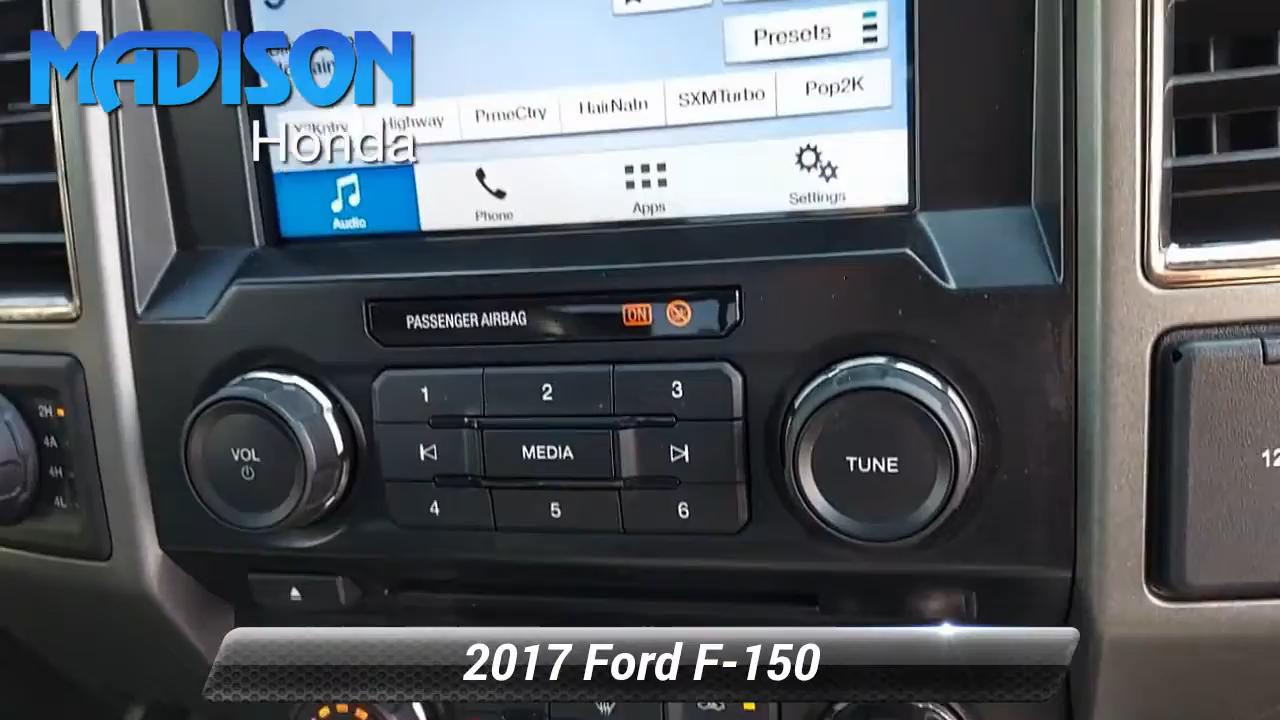 MADISON
Honda
Presets
Highway PrmeCtry HairNatn SXMTurbo Pop2K
Audio Phone Apps Settings
PASSENGER AIRBAG ON
1 2 3
VOL MEDIA TUNE
4 5 6
2H
4A
4H
4L
12
2017 Ford F-150